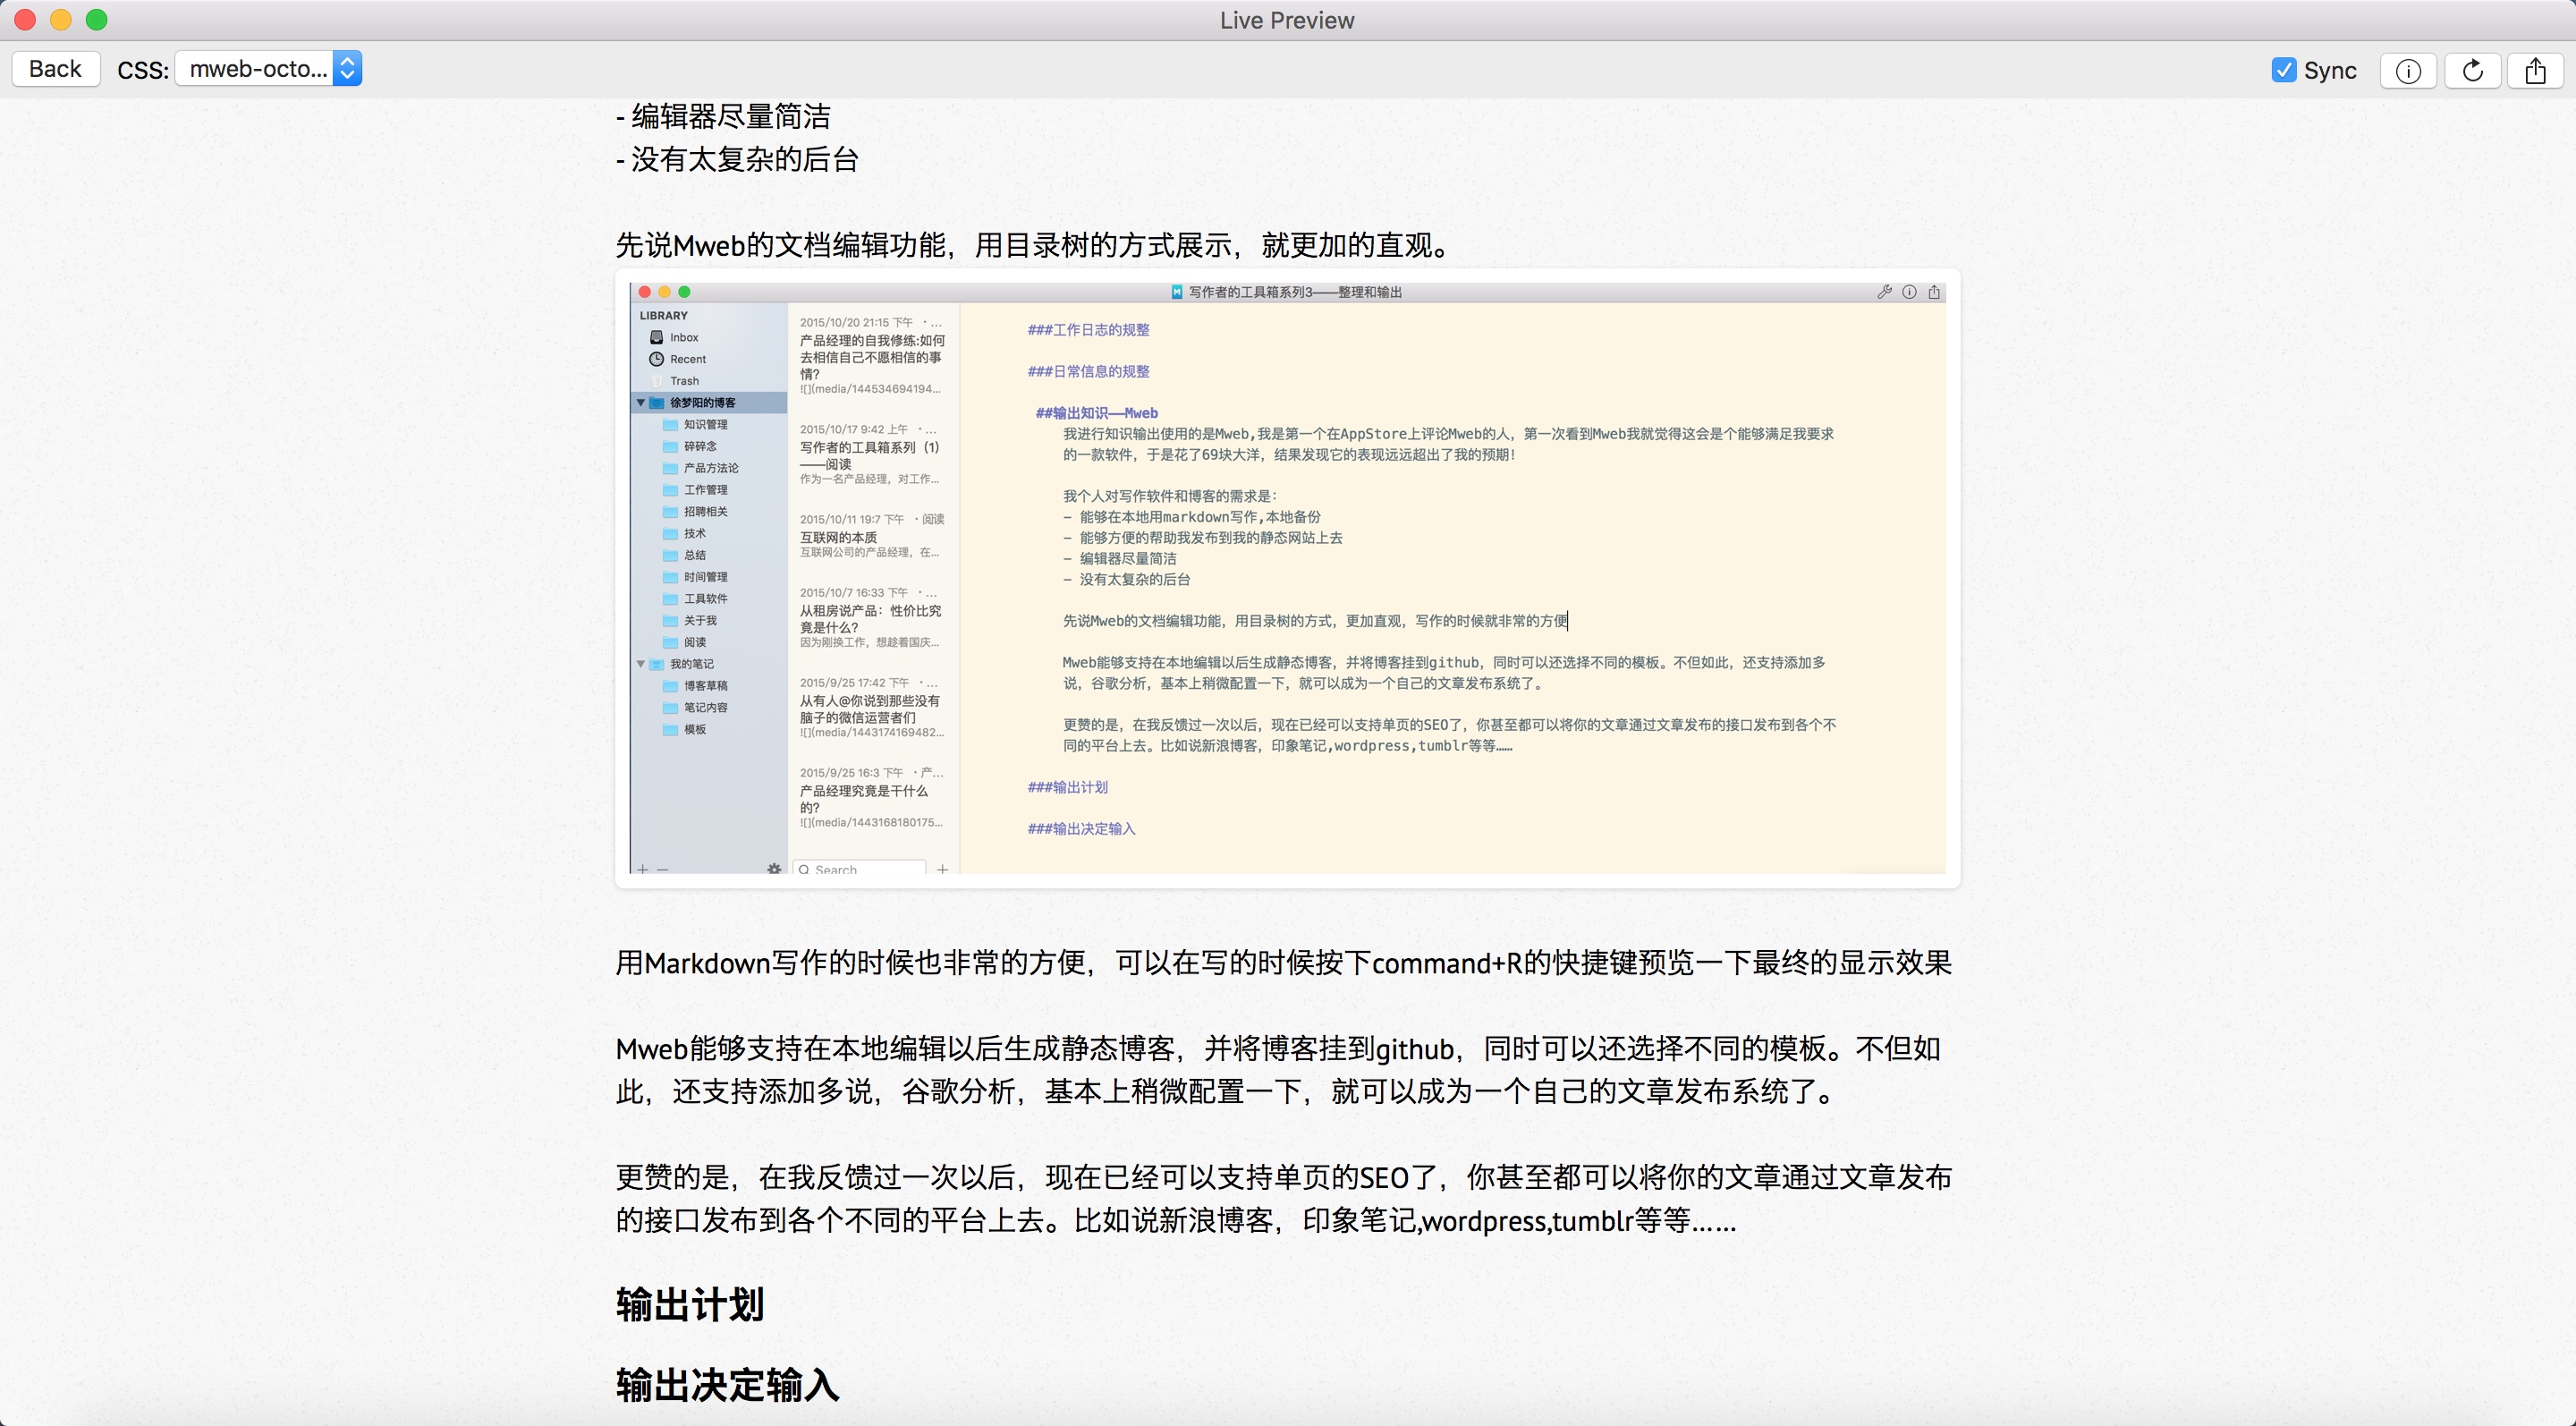 Live Preview
Back
CSS:
mweb-octo...
Sync
- 编辑器尽量简洁
- 没有太复杂的后台
先说Mweb的文档编辑功能，用目录树的方式展示，就更加的直观。
写作者的工具箱系列3——整理和输出
LIBRARY
Inbox
Recent
Trash
徐梦阳的博客
知识管理
碎碎念
产品方法论
工作管理
招聘相关
技术
总结
时间管理
工具软件
关于我
阅读
我的笔记
博客草稿
笔记内容
模板
2015/10/20 21:15 下午 ・...
产品经理的自我修炼:如何
去相信自己不愿相信的事
情?
![](media/144534694194...
2015/10/17 9:42 上午 ・...
写作者的工具箱系列（1）
——阅读
作为一名产品经理，对工作...
2015/10/11 19:7 下午 ・阅读
互联网的本质
互联网公司的产品经理，在...
2015/10/7 16:33 下午 ・...
从租房说产品：性价比究
竟是什么?
因为刚换工作，想趁着国庆...
2015/9/25 17:42 下午 ・...
从有人@你说到那些没有
脑子的微信运营者们
![](media/1443174169482...
2015/9/25 16:3 下午 ・产...
产品经理究竟是干什么
的?
![](media/1443168180175...
Search
###工作日志的规整
###日常信息的规整
##输出知识——Mweb
我进行知识输出使用的是Mweb,我是第一个在AppStore上评论Mweb的人，第一次看到Mweb我就觉得这会是个能够满足我要求
的一款软件，于是花了69块大洋，结果发现它的表现远远超出了我的预期！
我个人对写作软件和博客的需求是：
- 能够在本地用markdown写作,本地备份
- 能够方便的帮助我发布到我的静态网站上去
- 编辑器尽量简洁
- 没有太复杂的后台
先说Mweb的文档编辑功能，用目录树的方式，更加直观，写作的时候就非常的方便
Mweb能够支持在本地编辑以后生成静态博客，并将博客挂到github，同时可以还选择不同的模板。不但如此，还支持添加多
说，谷歌分析，基本上稍微配置一下，就可以成为一个自己的文章发布系统了。
更赞的是，在我反馈过一次以后，现在已经可以支持单页的SEO了，你甚至都可以将你的文章通过文章发布的接口发布到各个不
同的平台上去。比如说新浪博客，印象笔记,wordpress,tumblr等等……
###输出计划
###输出决定输入
用Markdown写作的时候也非常的方便，可以在写的时候按下command+R的快捷键预览一下最终的显示效果
Mweb能够支持在本地编辑以后生成静态博客，并将博客挂到github，同时可以还选择不同的模板。不但如
此，还支持添加多说，谷歌分析，基本上稍微配置一下，就可以成为一个自己的文章发布系统了。
更赞的是，在我反馈过一次以后，现在已经可以支持单页的SEO了，你甚至都可以将你的文章通过文章发布
的接口发布到各个不同的平台上去。比如说新浪博客，印象笔记,wordpress,tumblr等等……
输出计划
输出决定输入